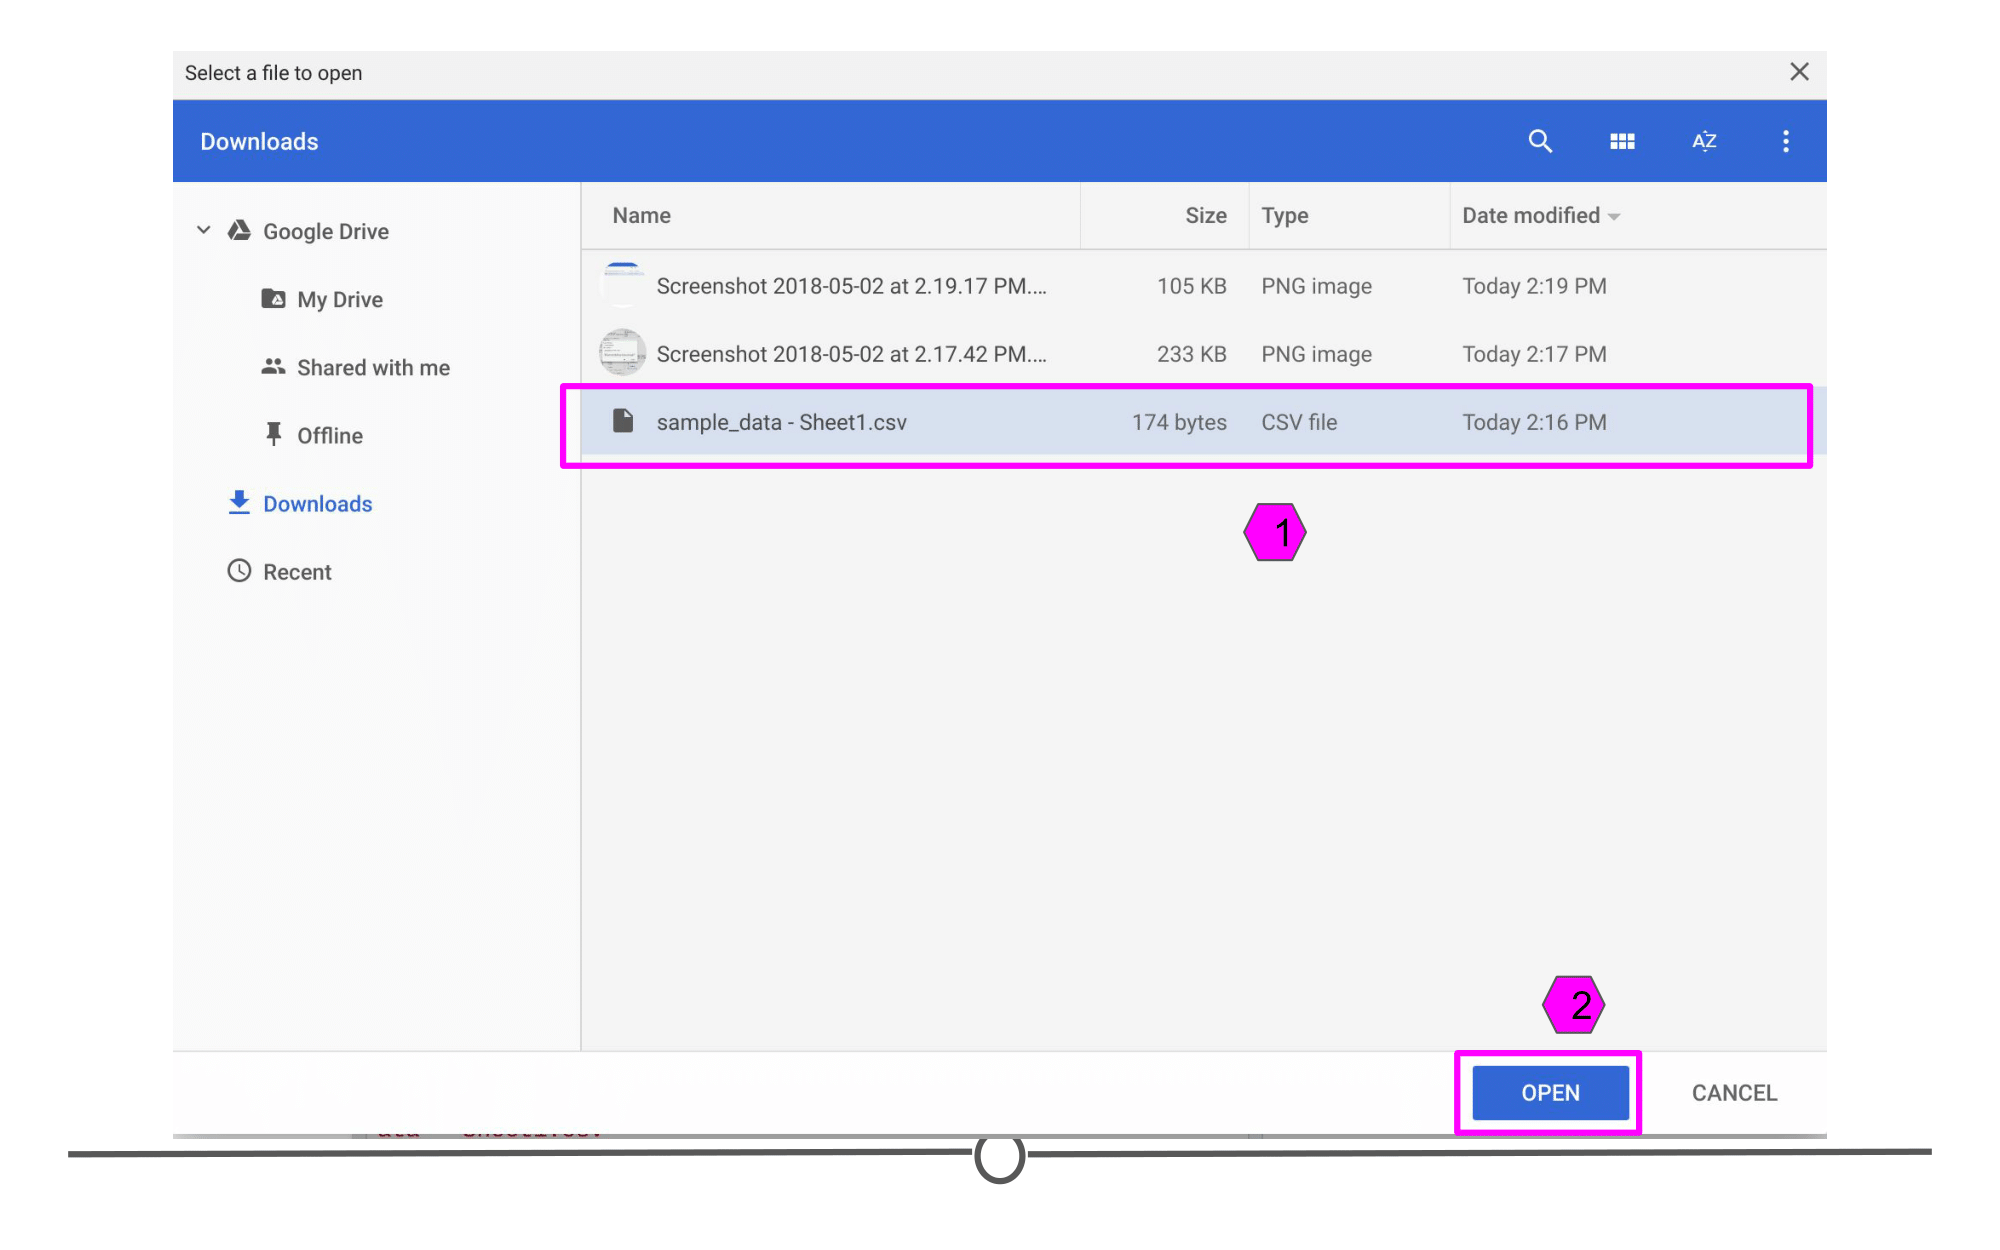 Select a file to open
Downloads
AZ
Google Drive
My Drive
Shared with me
Offline
Downloads
Recent
Name Size Type Date modified
Screenshot 2018-05-02 at 2.19.17 PM.... 105 KB PNG image Today 2:19 PM
Screenshot 2018-05-02 at 2.17.42 PM.... 233 KB PNG image Today 2:17 PM
sample_data - Sheet1.csv 174 bytes CSV file Today 2:16 PM
1
2
OPEN CANCEL